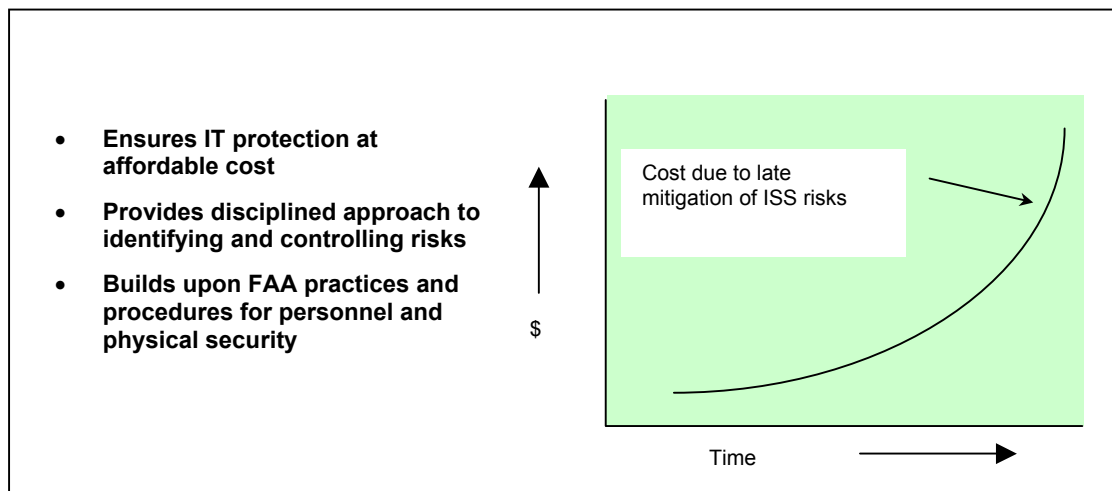 • Ensures IT protection at
affordable cost
• Provides disciplined approach to
identifying and controlling risks
• Builds upon FAA practices and
procedures for personnel and
physical security
$
Cost due to late
mitigation of ISS risks
Time